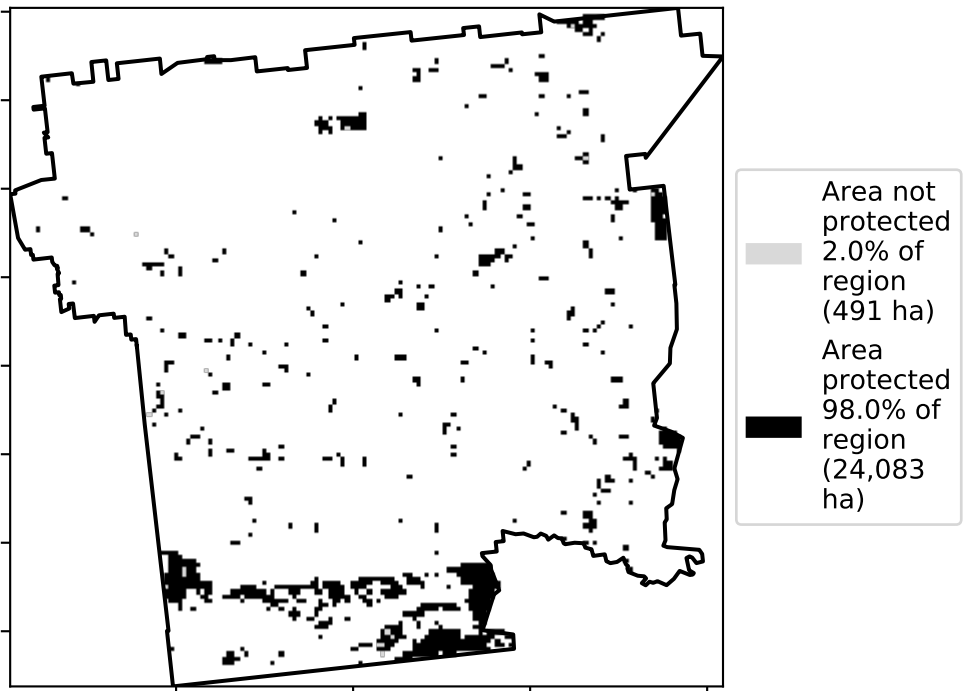 Area not
protected
2.0% of
region
(491 ha)
Area
protected
98.0% of
region
(24,083
ha)